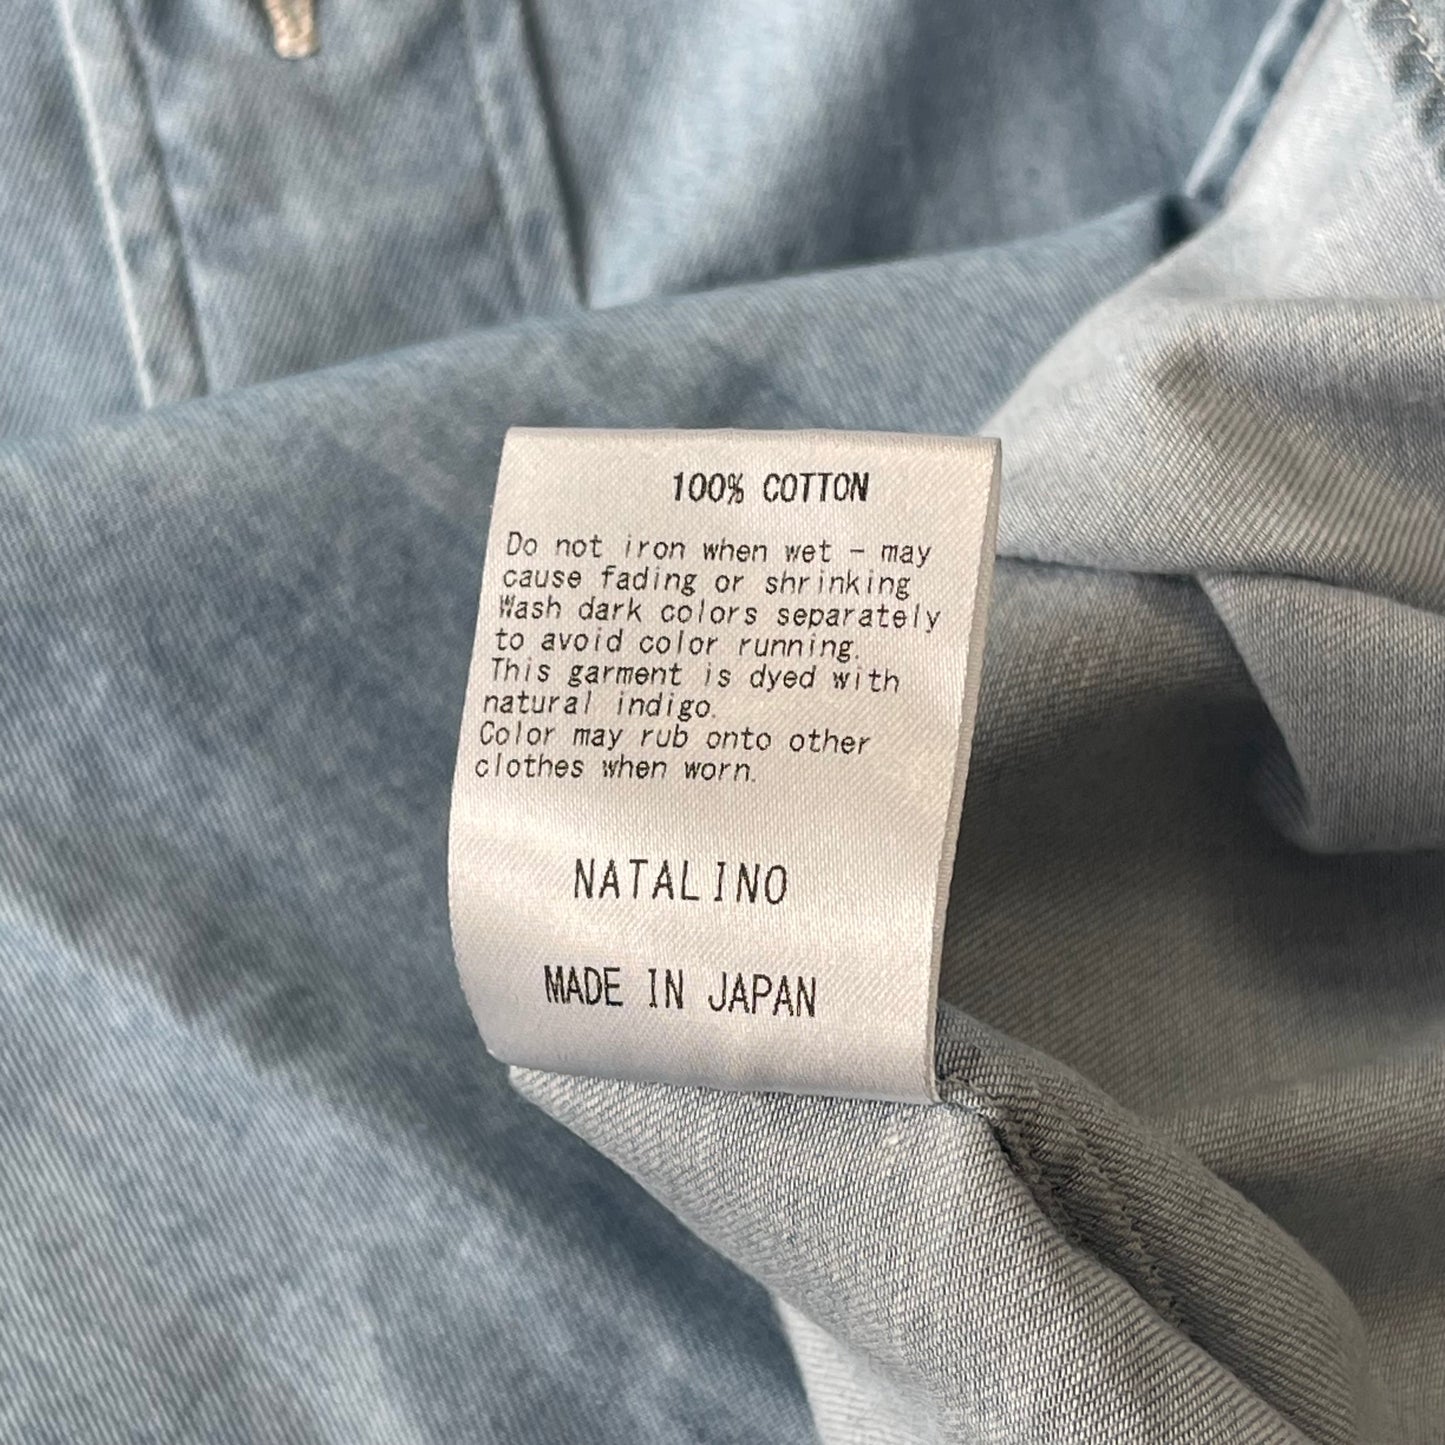 100% COTTON
Do not iron when wet - may
cause fading or shrinking
Wash dark colors separately
to avoid color running.
This garment is dyed with
natural indigo.
Color may rub onto other
clothes when worn.
NATALINO
MADE IN JAPAN